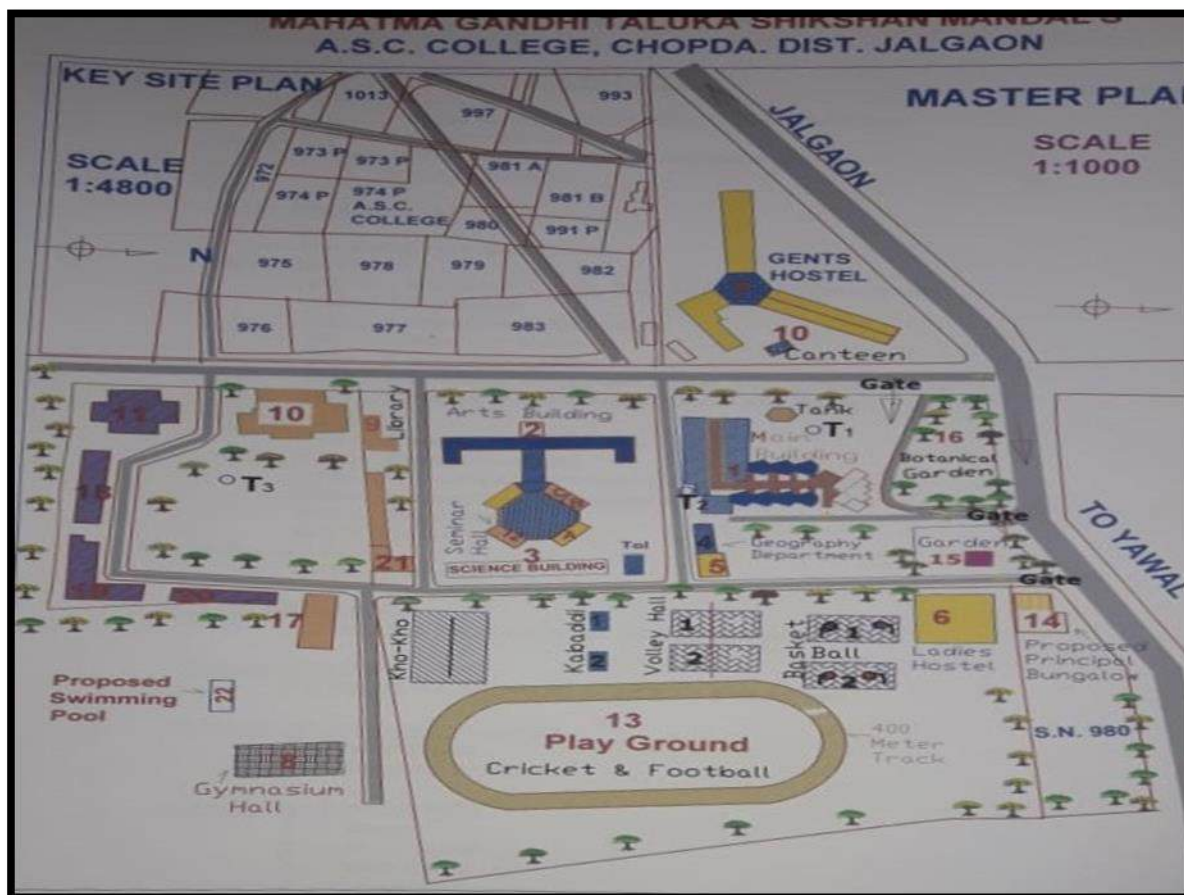 MAHATMA GANDHI TALUKA SHIKSHAN MANDAL'S
A.S.C. COLLEGE, CHOPDA. DIST. JALGAON
KEY SITE PLAN
SCALE
1:4800
1013
997
993
972
973 P
973 P
981 A
974 P
974 P
A.S.C.
COLLEGE
980
981 B
991 P
N
975
978
979
982
976
977
983
JALGAON
MASTER PLAN
SCALE
1:1000
GENTS
HOSTEL
10
Canteen
Gate
11
10
9
Library
Arts Building
2
Tank
T1
Main
Building
1
16
Botanical
Garden
18
T3
T2
Seminar
Hall
3
SCIENCE BUILDING
Tol
4
5
Geography
Department
Gate
Garden
15
TO YAWAL
21
Gate
19
20
17
Kho-Kho
Kabaddi
1
2
Valley Hall
1
2
Basket
Ball
1
2
6
Ladies
Hostel
14
Proposed
Principal
Bungalow
Proposed
Swimming
Pool
22
13
Play Ground
Cricket & Football
400
Meter
Track
S.N. 980
8
Gymnasium
Hall